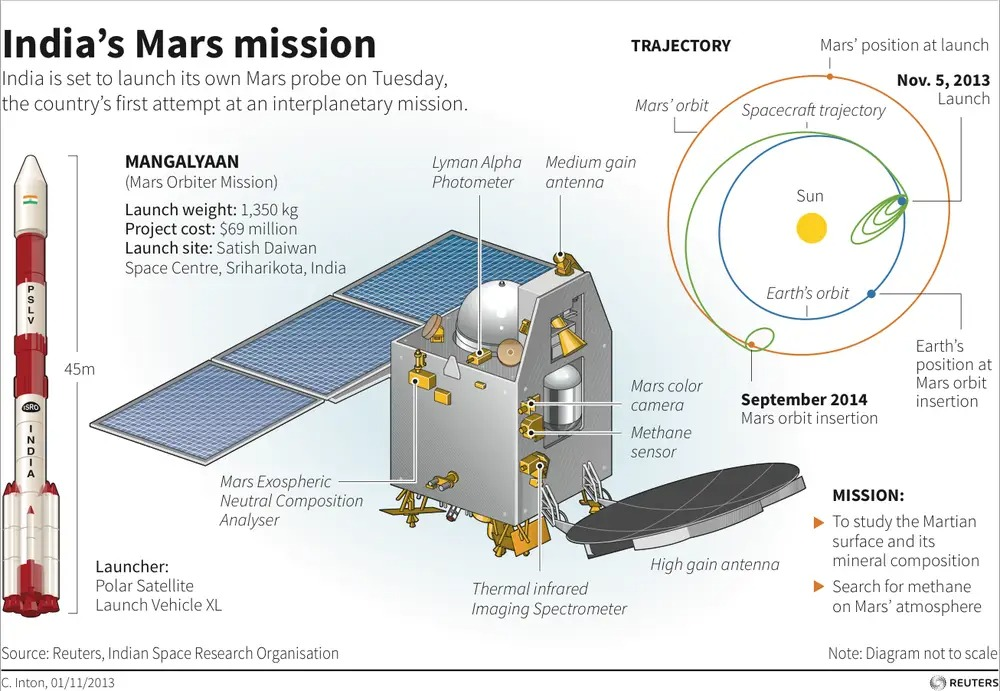 India's Mars mission
India is set to launch its own Mars probe on Tuesday,
the country's first attempt at an interplanetary mission.
MANGALYAAN
(Mars Orbiter Mission)
Launch weight: 1,350 kg
Project cost: $69 million
Launch site: Satish Daiwan
Space Centre, Sriharikota, India
PSLV
45m
ISRO
INDIA
Launcher:
Polar Satellite
Launch Vehicle XL
Lyman Alpha
Photometer
Medium gain
antenna
Mars color
camera
Methane
sensor
Mars Exospheric
Neutral Composition
Analyser
Thermal infrared
Imaging Spectrometer
High gain antenna
TRAJECTORY
Mars' position at launch
Nov. 5, 2013
Launch
Mars' orbit
Spacecraft trajectory
Sun
Earth's orbit
Earth's
position at
Mars orbit
insertion
September 2014
Mars orbit insertion
MISSION:
To study the Martian
surface and its
mineral composition
Search for methane
on Mars' atmosphere
Source: Reuters, Indian Space Research Organisation
Note: Diagram not to scale
C. Inton, 01/11/2013
REUTERS